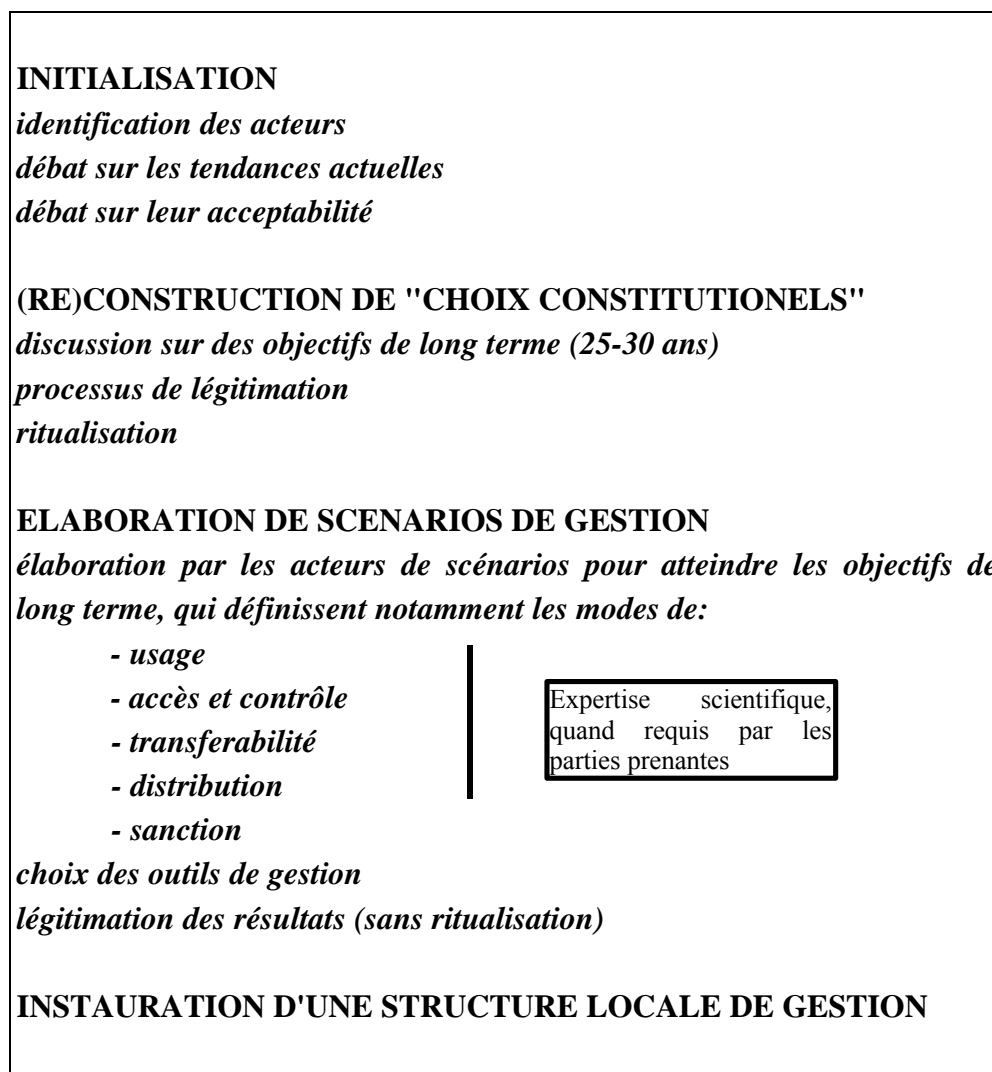 INITIALISATION
identification des acteurs
débat sur les tendances actuelles
débat sur leur acceptabilité
(RE)CONSTRUCTION DE "CHOIX CONSTITUTIONELS"
discussion sur des objectifs de long terme (25-30 ans)
processus de légitimation
ritualisation
ELABORATION DE SCENARIOS DE GESTION
élaboration par les acteurs de scénarios pour atteindre les objectifs de
long terme, qui définissent notamment les modes de:
- usage
- accès et contrôle
- transferabilité
- distribution
- sanction
Expertise scientifique,
quand requis par les
parties prenantes
choix des outils de gestion
légitimation des résultats (sans ritualisation)
INSTAURATION D'UNE STRUCTURE LOCALE DE GESTION